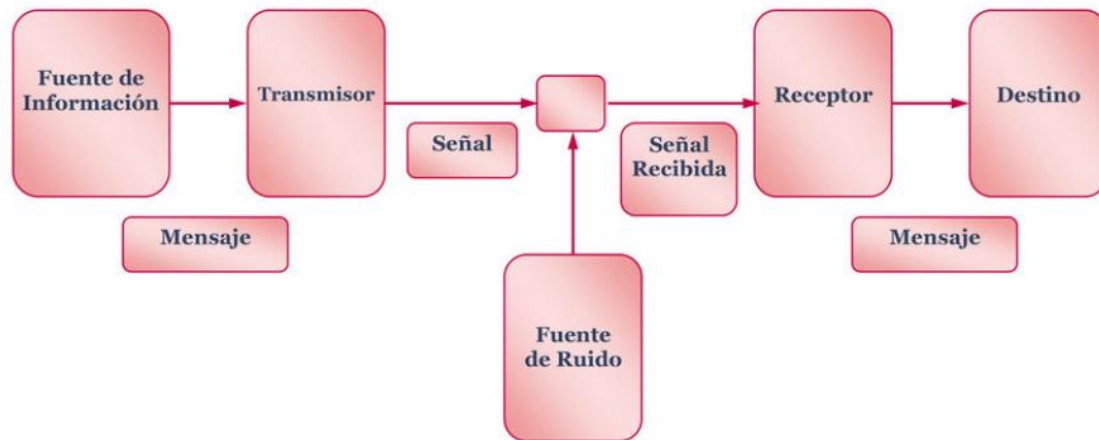 Fuente de
Información
Transmisor
Señal
Señal
Recibida
Receptor
Destino
Mensaje
Mensaje
Fuente
de Ruido